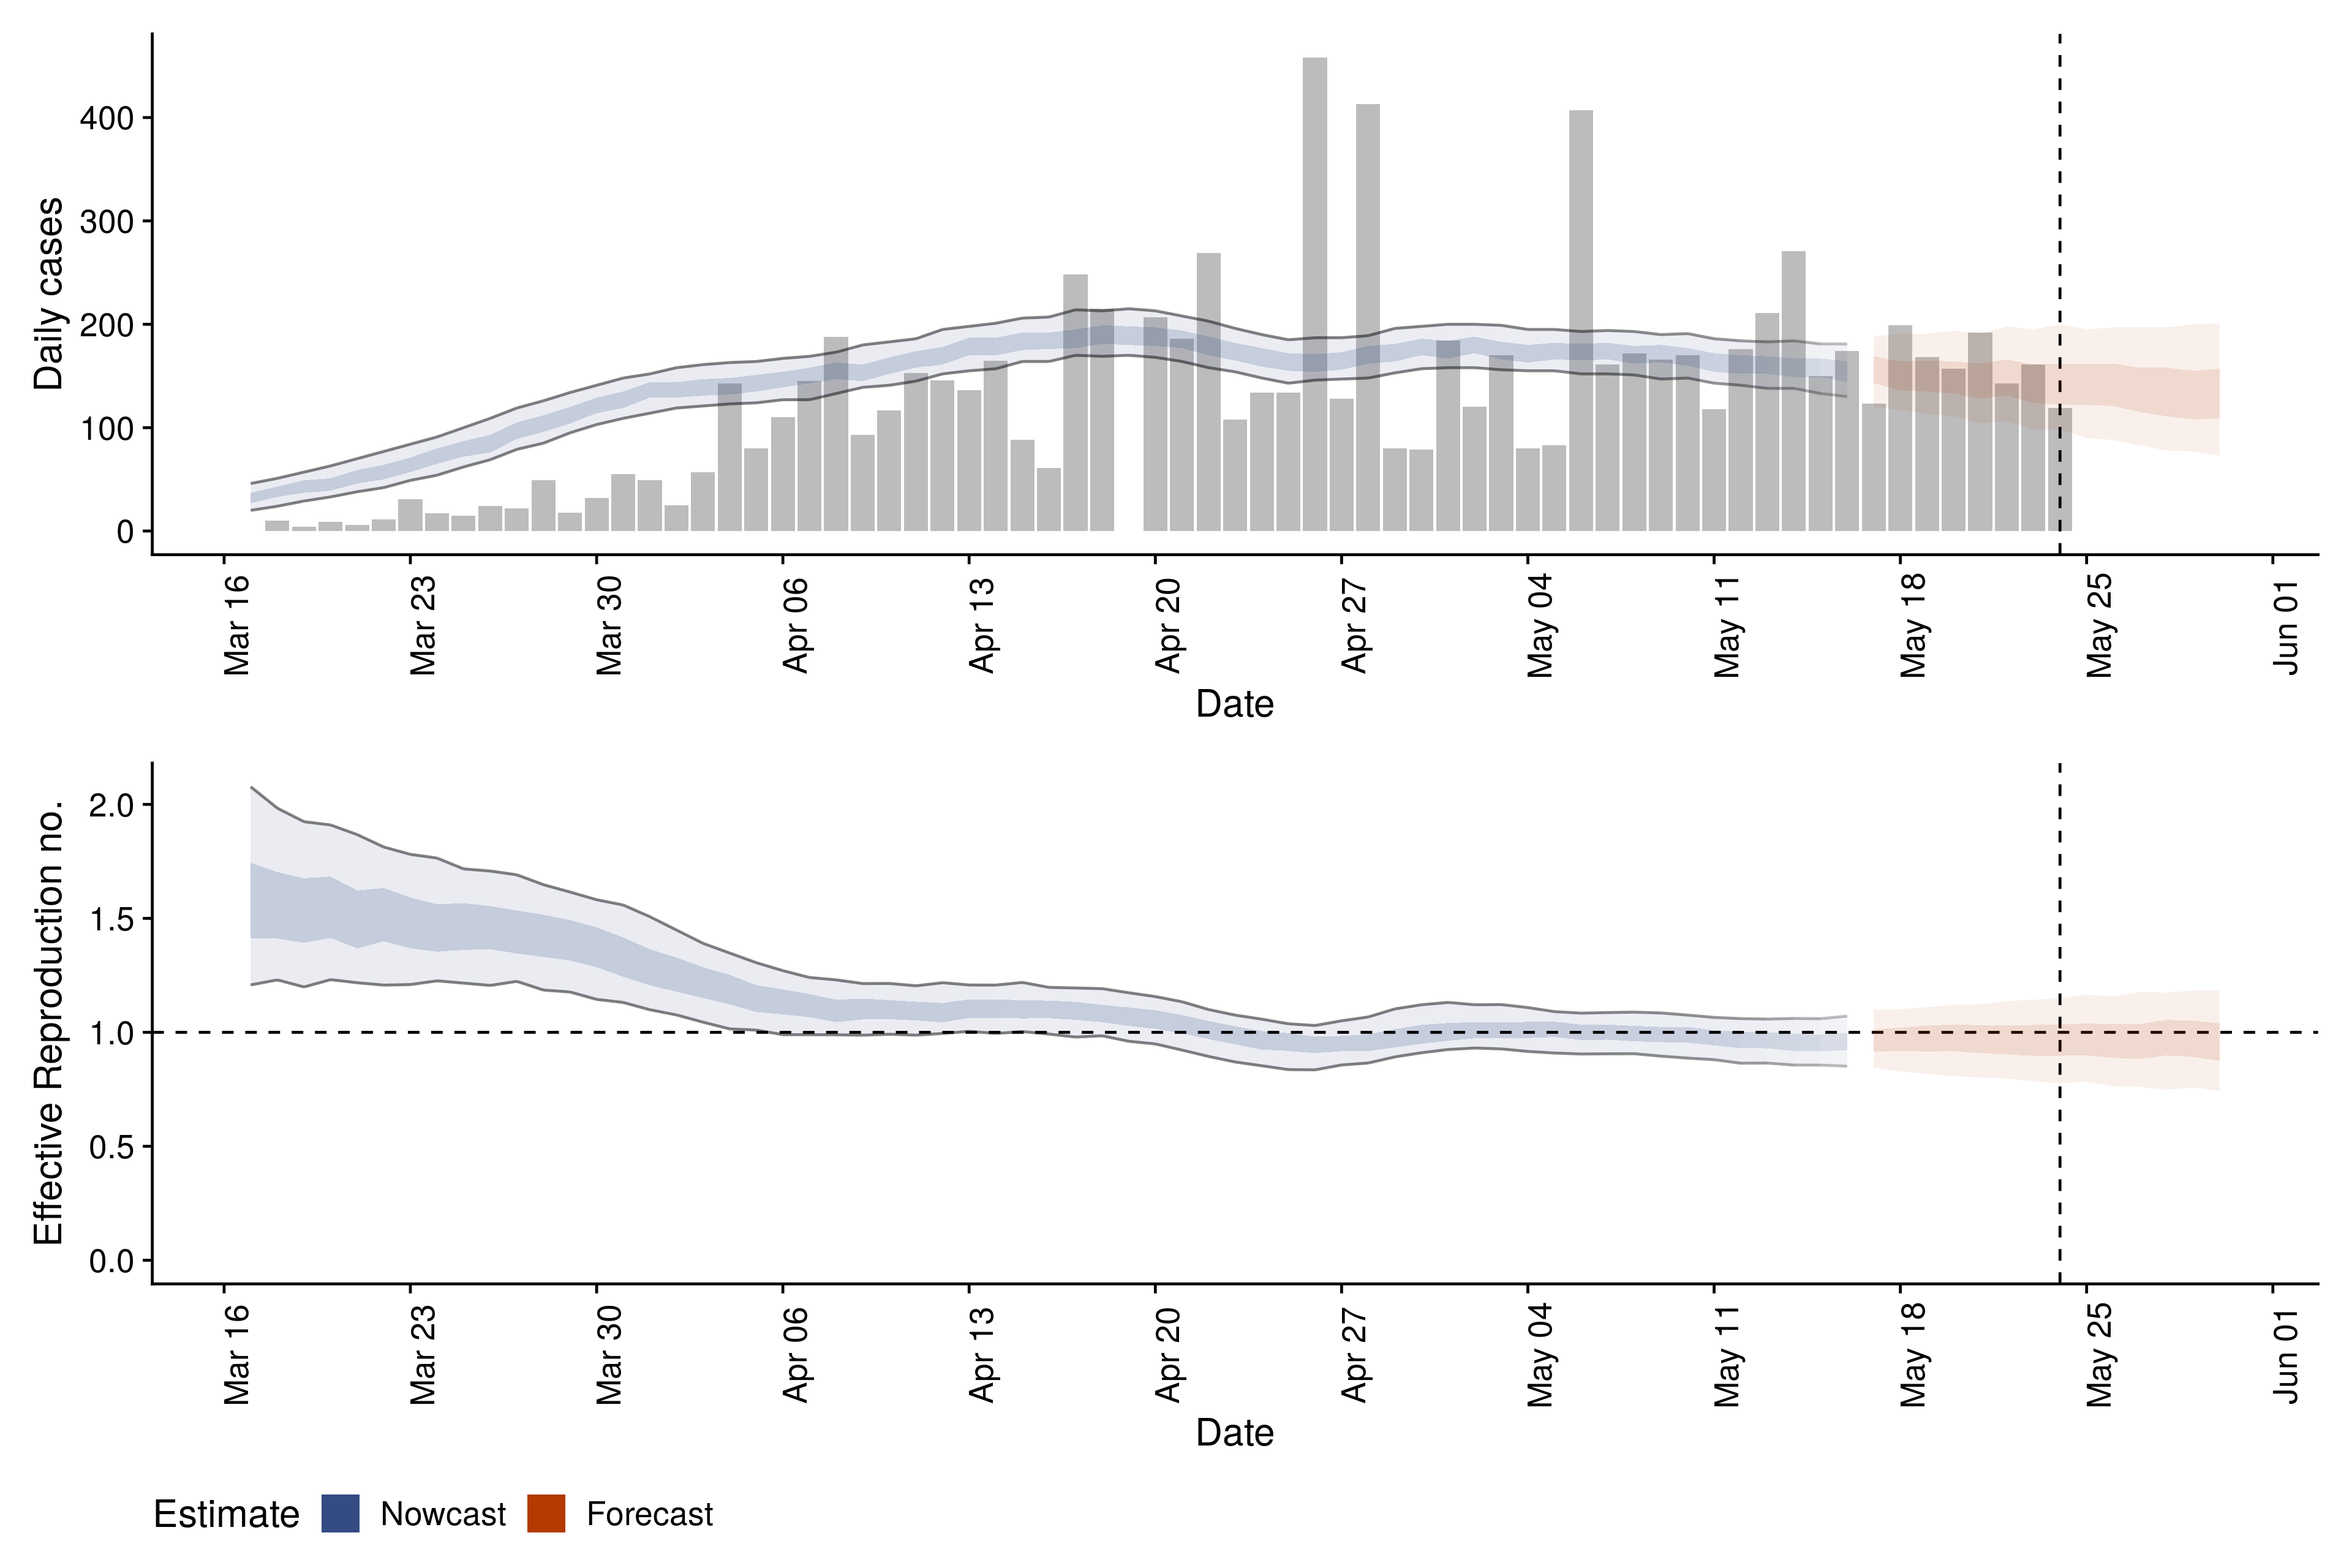 Daily cases
400
300
200
100
0
Mar 16
Mar 23
Mar 30
Apr 06
Apr 13
Apr 20
Apr 27
May 04
May 11
May 18
May 25
Jun 01
Date
Effective Reproduction no.
2.0
1.5
1.0
0.5
0.0
Mar 16
Mar 23
Mar 30
Apr 06
Apr 13
Apr 20
Apr 27
May 04
May 11
May 18
May 25
Jun 01
Date
Estimate Nowcast Forecast